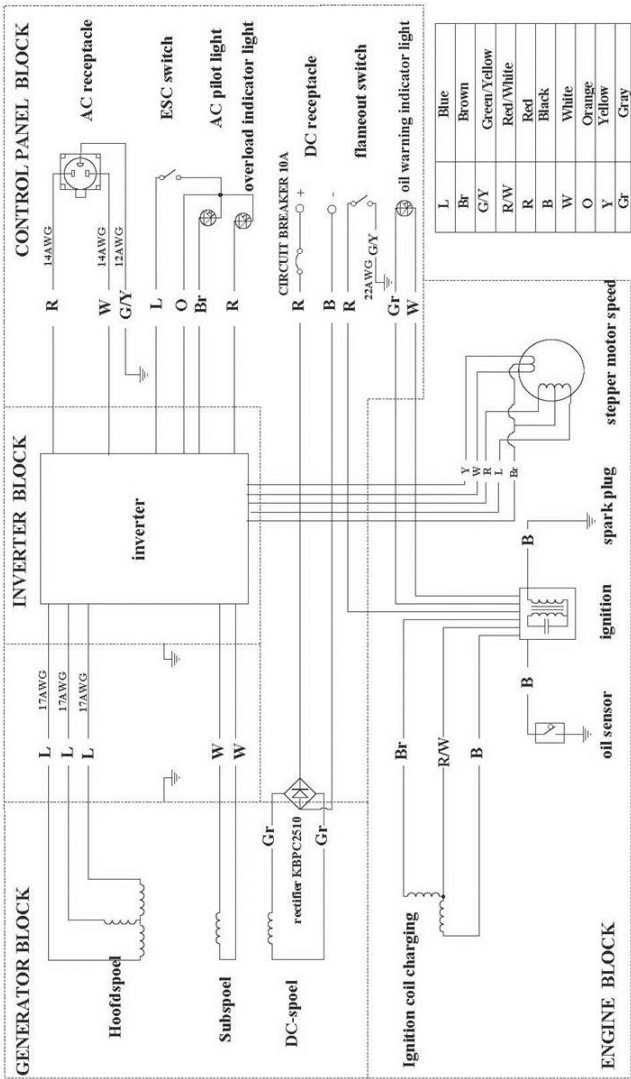 GENERATOR BLOCK
INVERTER BLOCK
CONTROL PANEL BLOCK
Hoofdspoel
L
L
L
17AWG
17AWG
17AWG
Subspoel
W
W
DC-spoel
Gr
Gr
rectifier KBPC2510
inverter
R
14AWG
W
14AWG
G/Y
12AWG
AC receptacle
L
O
Br
R
ESC switch
AC pilot light
overload indicator light
CIRCUIT BREAKER 10A
R
+
B
-
DC receptacle
R
22AWG G/Y
flameout switch
Gr
W
oil warning indicator light
L Blue
Br Brown
G/Y Green/Yellow
R/W Red/White
R Red
B Black
W White
O Orange
Y Yellow
Gr Gray
Ignition coil charging
Br
R/W
B
Y
W
R
L
Br
B
B
oil sensor
ignition
spark plug
stepper motor speed
ENGINE BLOCK